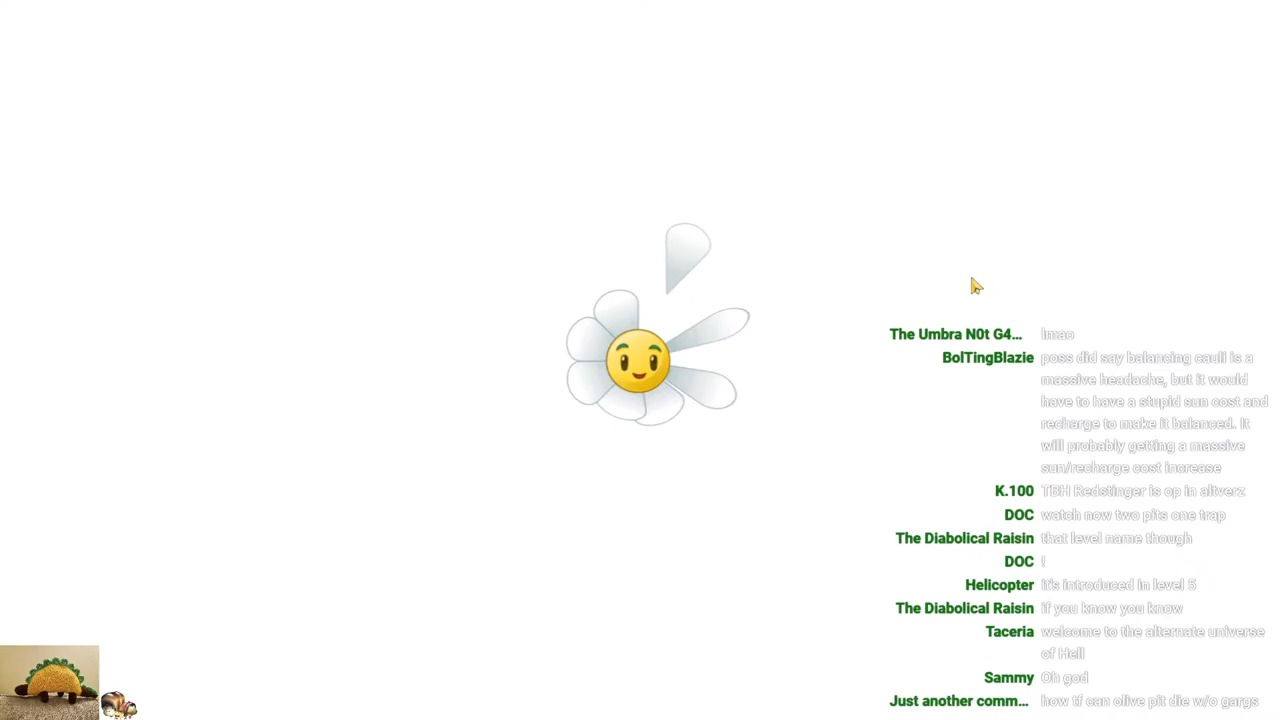 The Umbra N0t G4... lmao
BolTingBlazie poss did say balancing cauli is a
massive headache, but it would
have to have a stupid sun cost and
recharge to make it balanced. It
will probably getting a massive
sun/recharge cost increase
K.100 TBH Redstinger is op in altverz
DOC watch now two pits one trap
The Diabolical Raisin that level name though
DOC !
Helicopter it's introduced in level 5
The Diabolical Raisin if you know you know
Taceria welcome to the alternate universe
of Hell
Sammy Oh god
Just another comm... how tf can olive pit die w/o gargs